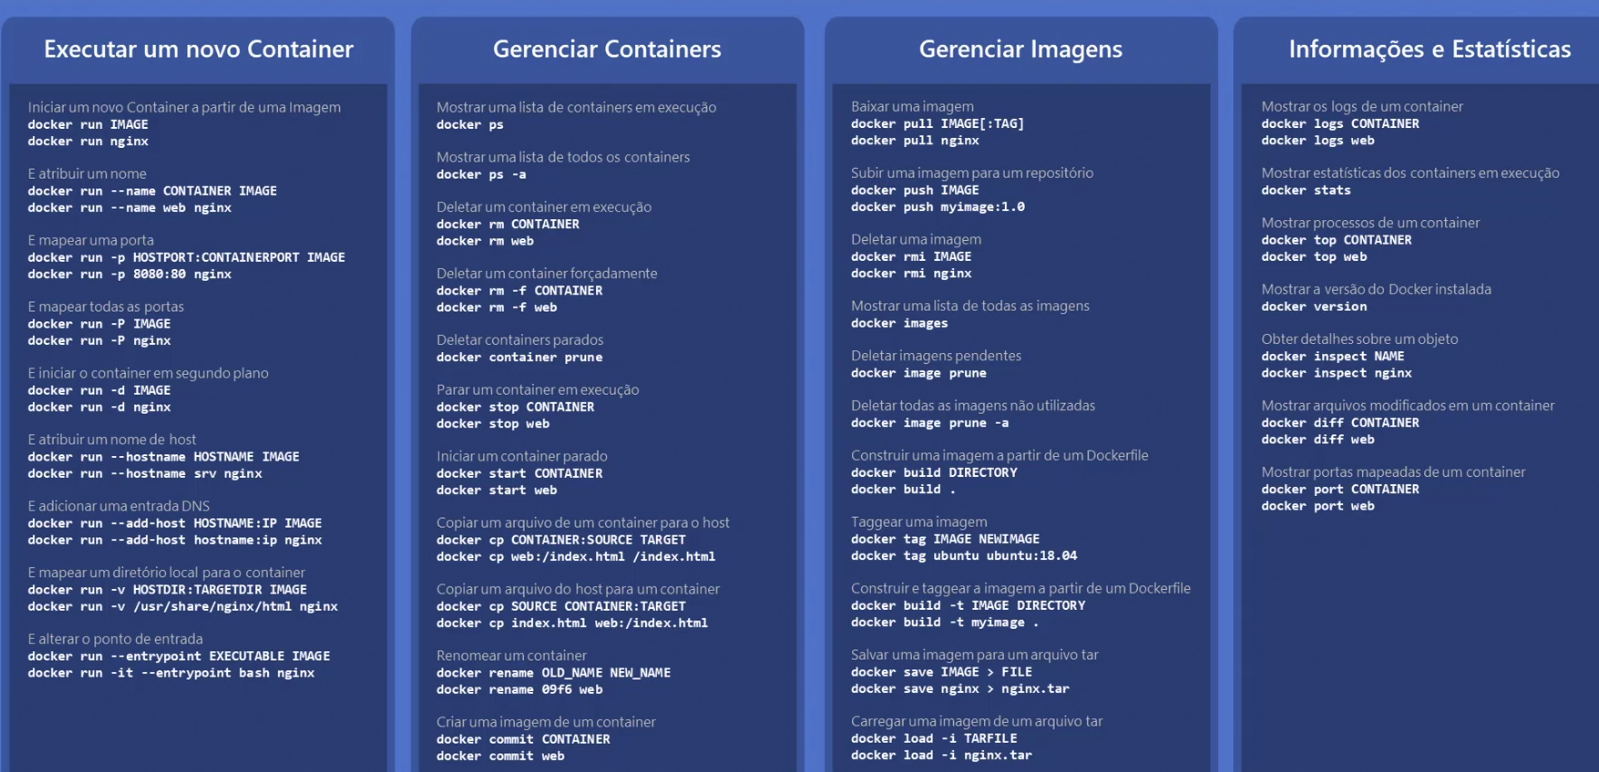 Executar um novo Container
Iniciar um novo Container a partir de uma Imagem
docker run IMAGE
docker run nginx
E atribuir um nome
docker run --name CONTAINER IMAGE
docker run --name web nginx
E mapear uma porta
docker run -p HOSTPORT:CONTAINERPORT IMAGE
docker run -p 8080:80 nginx
E mapear todas as portas
docker run -P IMAGE
docker run -P nginx
E iniciar o container em segundo plano
docker run -d IMAGE
docker run -d nginx
E atribuir um nome de host
docker run --hostname HOSTNAME IMAGE
docker run --hostname srv nginx
E adicionar uma entrada DNS
docker run --add-host HOSTNAME:IP IMAGE
docker run --add-host hostname:ip nginx
E mapear um diretório local para o container
docker run -v HOSTDIR:TARGETDIR IMAGE
docker run -v /usr/share/nginx/html nginx
E alterar o ponto de entrada
docker run --entrypoint EXECUTABLE IMAGE
docker run -it --entrypoint bash nginx
Gerenciar Containers
Mostrar uma lista de containers em execução
docker ps
Mostrar uma lista de todos os containers
docker ps -a
Deletar um container em execução
docker rm CONTAINER
docker rm web
Deletar um container forçadamente
docker rm -f CONTAINER
docker rm -f web
Deletar containers parados
docker container prune
Parar um container em execução
docker stop CONTAINER
docker stop web
Iniciar um container parado
docker start CONTAINER
docker start web
Copiar um arquivo de um container para o host
docker cp CONTAINER:SOURCE TARGET
docker cp web:/index.html /index.html
Copiar um arquivo do host para um container
docker cp SOURCE CONTAINER:TARGET
docker cp index.html web:/index.html
Renomear um container
docker rename OLD_NAME NEW_NAME
docker rename 09f6 web
Criar uma imagem de um container
docker commit CONTAINER
docker commit web
Gerenciar Imagens
Baixar uma imagem
docker pull IMAGE[:TAG]
docker pull nginx
Subir uma imagem para um repositório
docker push IMAGE
docker push myimage:1.0
Deletar uma imagem
docker rmi IMAGE
docker rmi nginx
Mostrar uma lista de todas as imagens
docker images
Deletar imagens pendentes
docker image prune
Deletar todas as imagens não utilizadas
docker image prune -a
Construir uma imagem a partir de um Dockerfile
docker build DIRECTORY
docker build .
Taggear uma imagem
docker tag IMAGE NEWIMAGE
docker tag ubuntu ubuntu:18.04
Construir e taggear a imagem a partir de um Dockerfile
docker build -t IMAGE DIRECTORY
docker build -t myimage .
Salvar uma imagem para um arquivo tar
docker save IMAGE > FILE
docker save nginx > nginx.tar
Carregar uma imagem de um arquivo tar
docker load -i TARFILE
docker load -i nginx.tar
Informações e Estatísticas
Mostrar os logs de um container
docker logs CONTAINER
docker logs web
Mostrar estatísticas dos containers em execução
docker stats
Mostrar processos de um container
docker top CONTAINER
docker top web
Mostrar a versão do Docker instalada
docker version
Obter detalhes sobre um objeto
docker inspect NAME
docker inspect nginx
Mostrar arquivos modificados em um container
docker diff CONTAINER
docker diff web
Mostrar portas mapeadas de um container
docker port CONTAINER
docker port web